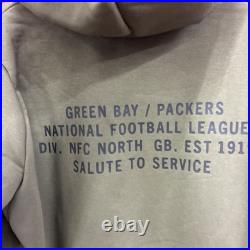 GREEN BAY / PACKERS
NATIONAL FOOTBALL LEAGUE
DIV. NFC NORTH GB. EST 191
SALUTE TO SERVICE